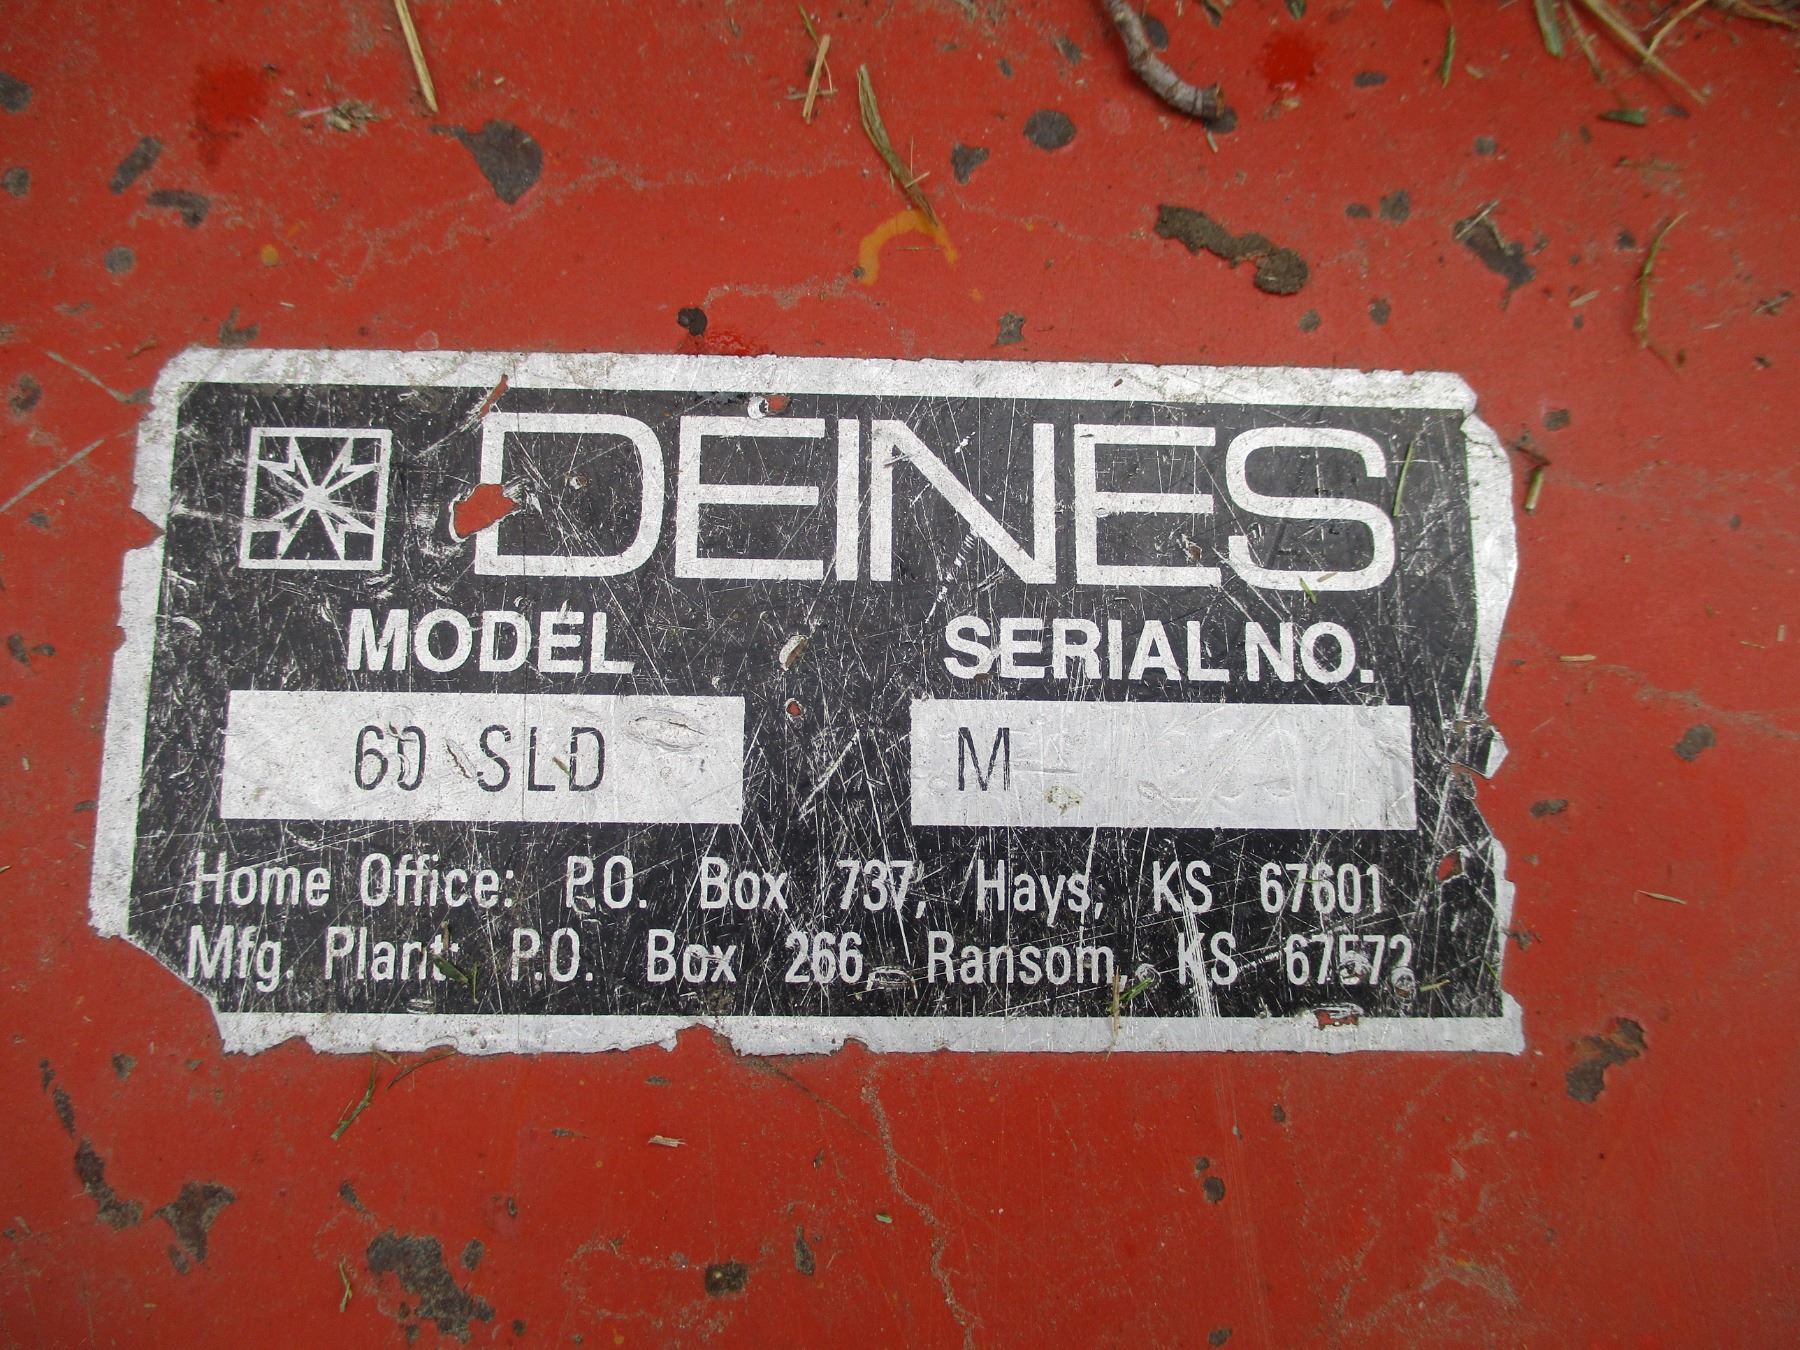 DEINES
MODEL SERIAL NO.
60 SLD M
Home Office: P.O. Box 737, Hays, KS 67601
Mfg. Plant: P.O. Box 266, Ransom, KS 67572